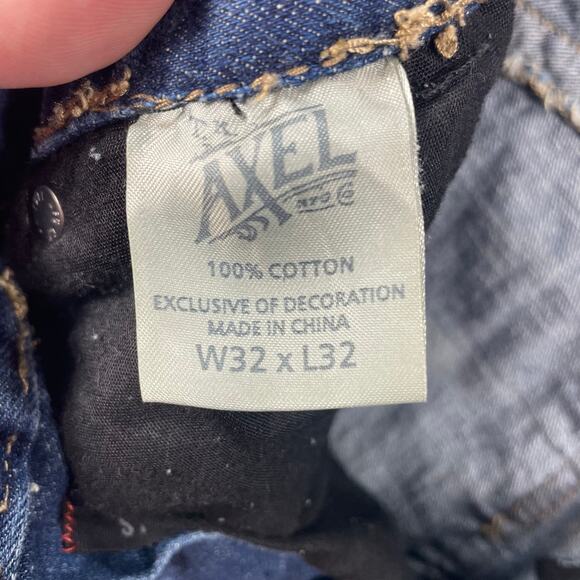 AXEL
MFG Co
100% COTTON
EXCLUSIVE OF DECORATION
MADE IN CHINA
W32 x L32